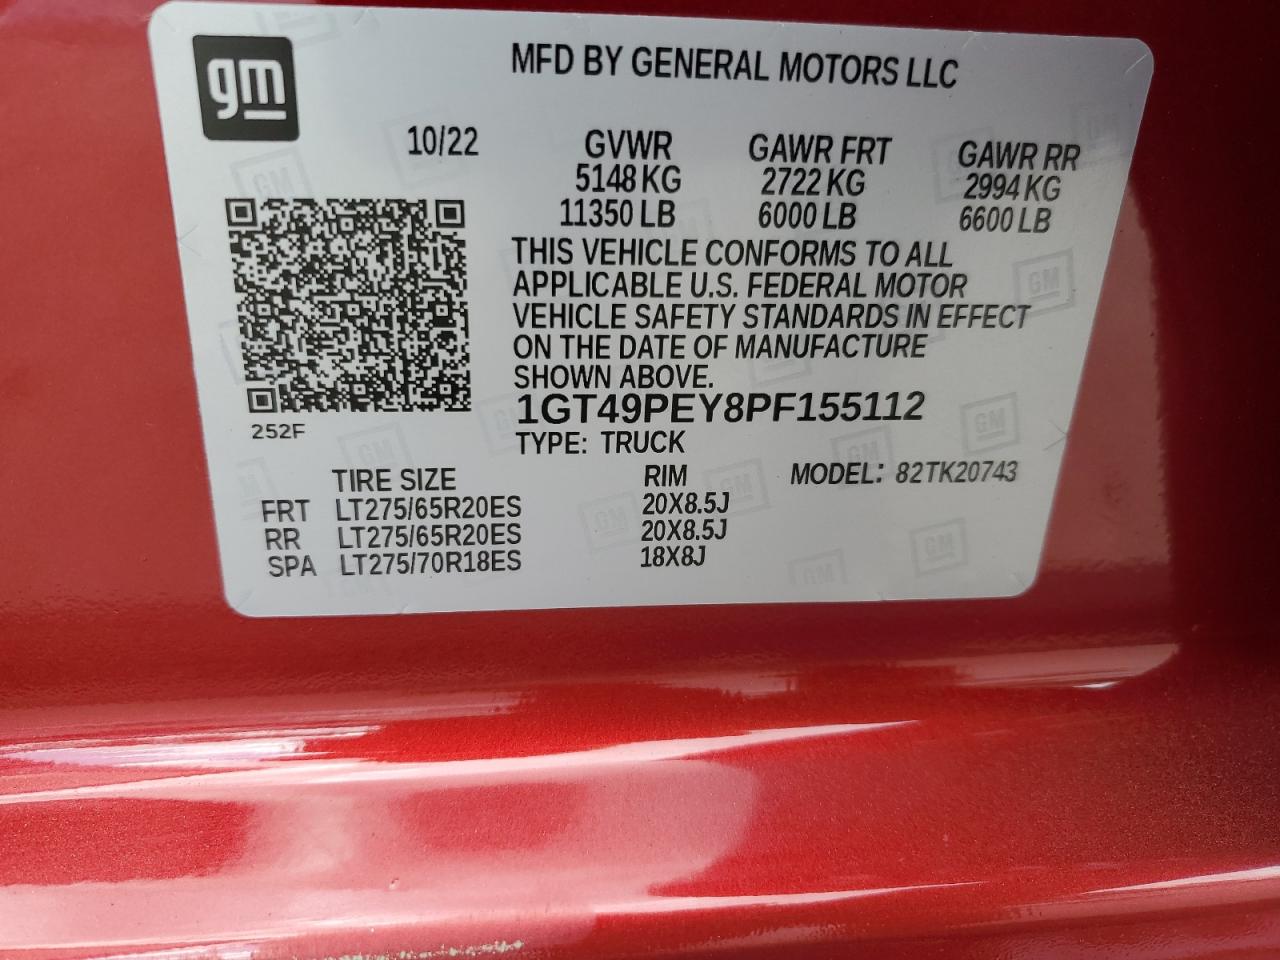 gm
MFD BY GENERAL MOTORS LLC
10/22 GVWR GAWR FRT GAWR RR
5148 KG 2722 KG 2994 KG
11350 LB 6000 LB 6600 LB
THIS VEHICLE CONFORMS TO ALL
APPLICABLE U.S. FEDERAL MOTOR
VEHICLE SAFETY STANDARDS IN EFFECT
ON THE DATE OF MANUFACTURE
SHOWN ABOVE.
1GT49PEY8PF155112
252F
TYPE: TRUCK
TIRE SIZE RIM MODEL: 82TK20743
FRT LT275/65R20ES 20X8.5J
RR LT275/65R20ES 20X8.5J
SPA LT275/70R18ES 18X8J